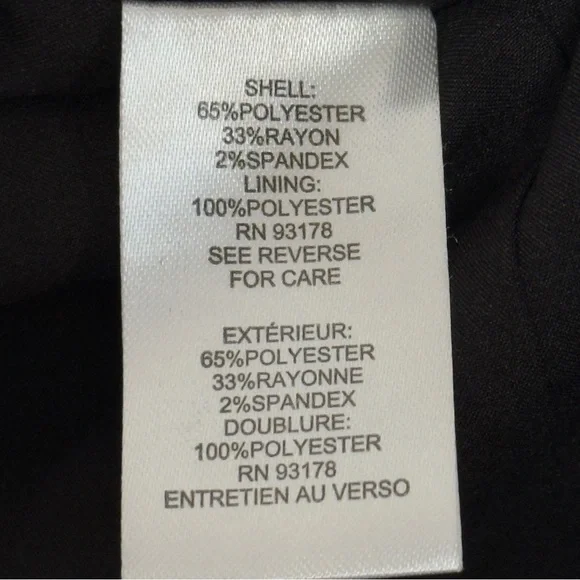 SHELL:
65%POLYESTER
33%RAYON
2%SPANDEX
LINING:
100%POLYESTER
RN 93178
SEE REVERSE
FOR CARE
EXTÉRIEUR:
65%POLYESTER
33%RAYONNE
2%SPANDEX
DOUBLURE:
100%POLYESTER
RN 93178
ENTRETIEN AU VERSO